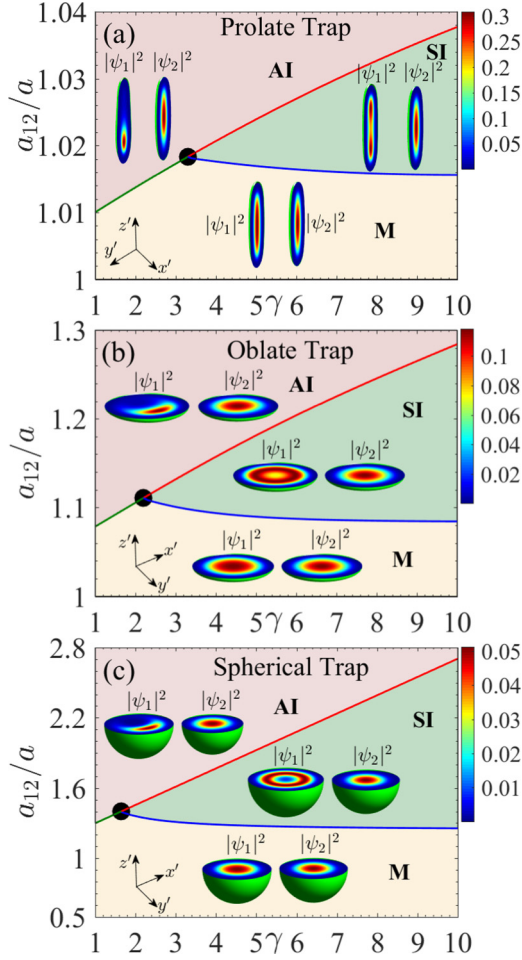 1.04
(a)
Prolate Trap
0.3
|ψ₁|²
|ψ₂|²
AI
SI
|ψ₁|²
|ψ₂|²
0.25
1.03
0.2
a₁₂/a
1.02
0.15
0.1
0.05
1.01
|ψ₁|²
|ψ₂|²
M
z′
y′
x′
1
1 2 3 4 5 γ 6 7 8 9 10
1.3
(b)
Oblate Trap
|ψ₁|²
|ψ₂|²
AI
SI
0.1
0.08
1.2
0.06
a₁₂/a
|ψ₁|²
|ψ₂|²
0.04
0.02
1.1
|ψ₁|²
|ψ₂|²
M
z′
x′
y′
1
1 2 3 4 5 γ 6 7 8 9 10
2.8
(c)
Spherical Trap
0.05
|ψ₁|²
|ψ₂|²
AI
SI
0.04
2.2
0.03
a₁₂/a
|ψ₁|²
|ψ₂|²
0.02
1.6
0.01
|ψ₁|²
|ψ₂|²
M
1
z′
x′
y′
0.5
1 2 3 4 5 γ 6 7 8 9 10